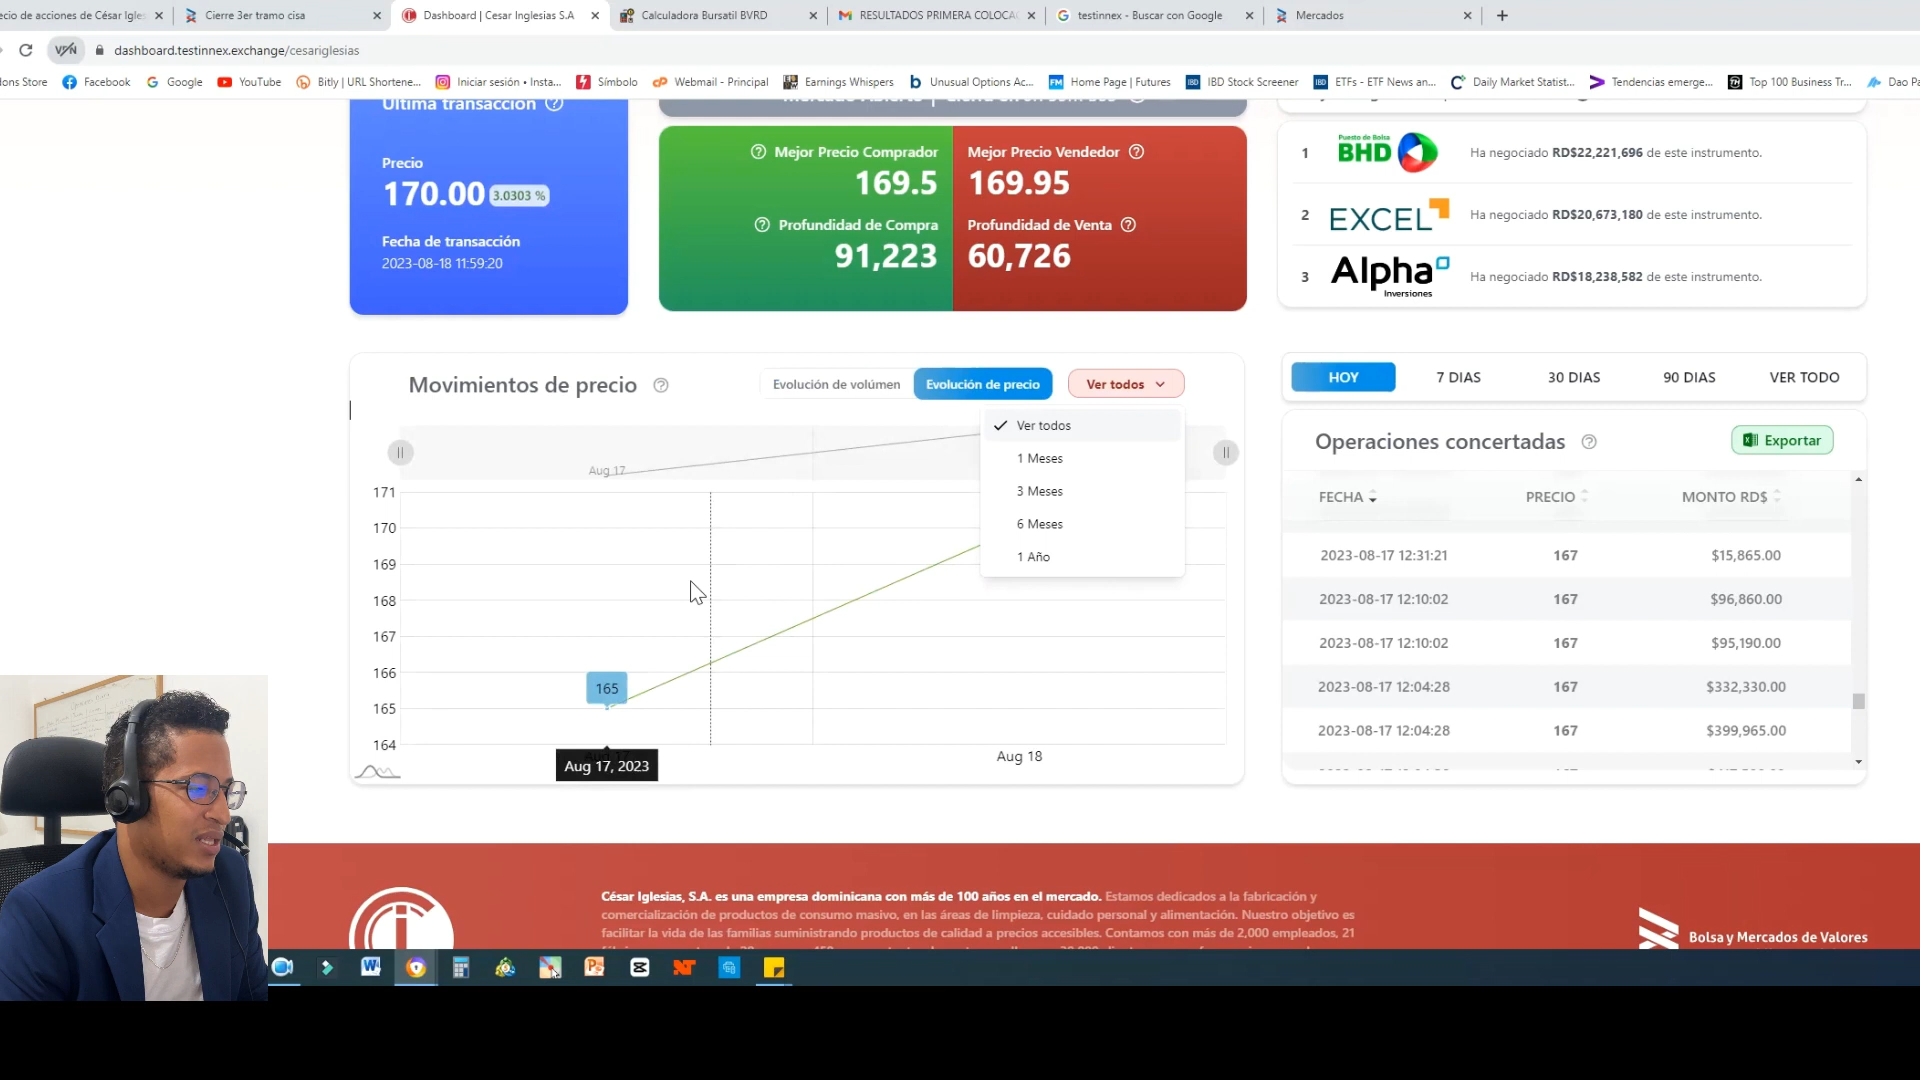 ecio de acciones de César Igles
Cierre 3er tramo cisa
Dashboard | Cesar Inglesias S.A
Calculadora Bursatil BVRD
RESULTADOS PRIMERA COLOCA
testinnex - Buscar con Google
Mercados
VPN
dashboard.testinnex.exchange/cesariglesias
dons Store
Facebook
Google
YouTube
Bitly | URL Shortene...
Iniciar sesión • Insta...
Símbolo
Webmail - Principal
Earnings Whispers
Unusual Options Ac...
Home Page | Futures
IBD Stock Screener
ETFs - ETF News an...
Daily Market Statist...
Tendencias emerge...
Top 100 Business Tr...
Dao Pa
Última transacción
Precio
170.00 3.0303 %
Fecha de transacción
2023-08-18 11:59:20
Mejor Precio Comprador
169.5
Profundidad de Compra
91,223
Mejor Precio Vendedor
169.95
Profundidad de Venta
60,726
1 Puesto de Bolsa BHD Ha negociado RD$22,221,696 de este instrumento.
2 EXCEL Ha negociado RD$20,673,180 de este instrumento.
3 Alpha Inversiones Ha negociado RD$18,238,582 de este instrumento.
Movimientos de precio
Evolución de volúmen
Evolución de precio
Ver todos
Ver todos
1 Meses
3 Meses
6 Meses
1 Año
Aug 17
171
170
169
168
167
166
165
164
165
Aug 17, 2023
Aug 18
HOY
7 DIAS
30 DIAS
90 DIAS
VER TODO
Operaciones concertadas
Exportar
FECHA PRECIO MONTO RD$
2023-08-17 12:31:21 167 $15,865.00
2023-08-17 12:10:02 167 $96,860.00
2023-08-17 12:10:02 167 $95,190.00
2023-08-17 12:04:28 167 $332,330.00
2023-08-17 12:04:28 167 $399,965.00
César Iglesias, S.A. es una empresa dominicana con más de 100 años en el mercado. Estamos dedicados a la fabricación y
comercialización de productos de consumo masivo, en las áreas de limpieza, cuidado personal y alimentación. Nuestro objetivo es
facilitar la vida de las familias suministrando productos de calidad a precios accesibles. Contamos con más de 2,000 empleados, 21
Bolsa y Mercados de Valores